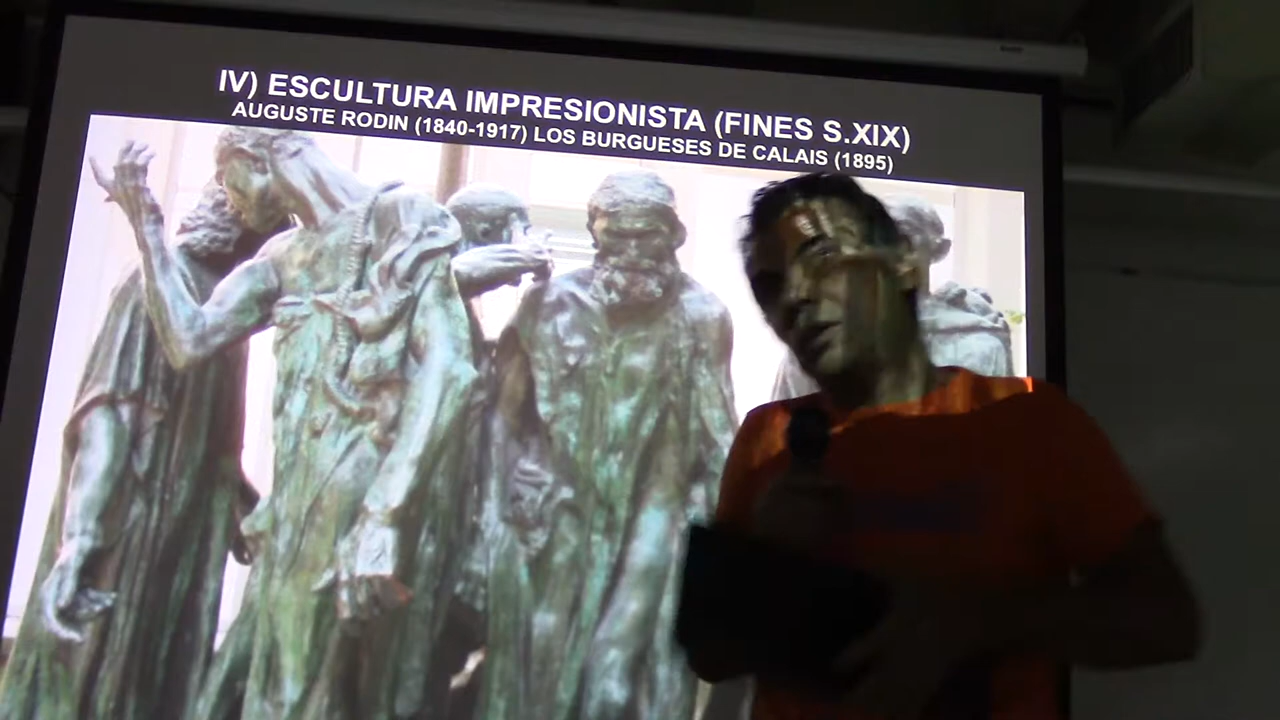 IV) ESCULTURA IMPRESIONISTA (FINES S.XIX)
AUGUSTE RODIN (1840-1917) LOS BURGUESES DE CALAIS (1895)